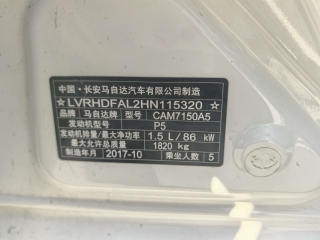 中国·长安马自达汽车有限公司制造
☆LVRHDFAL2HN115320☆
品牌 马自达牌 型号 CAM7150A5
发动机型号 P5
发动机排量/最大净功率 1.5 L/86 kW
最大允许总质量 1820 kg
制造年月 2017-10 乘坐人数 5